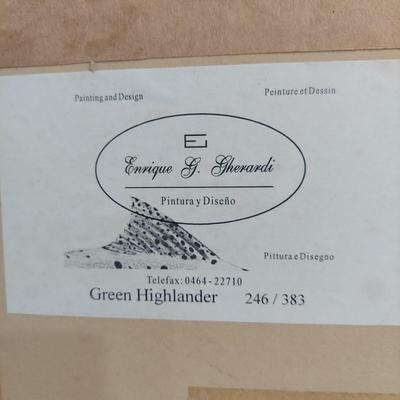 Painting and Design
Peinture et Dessin
Enrique G. Gherardi
Pintura y Diseño
Pittura e Disegno
Telefax: 0464-22710
Green Highlander 246 / 383